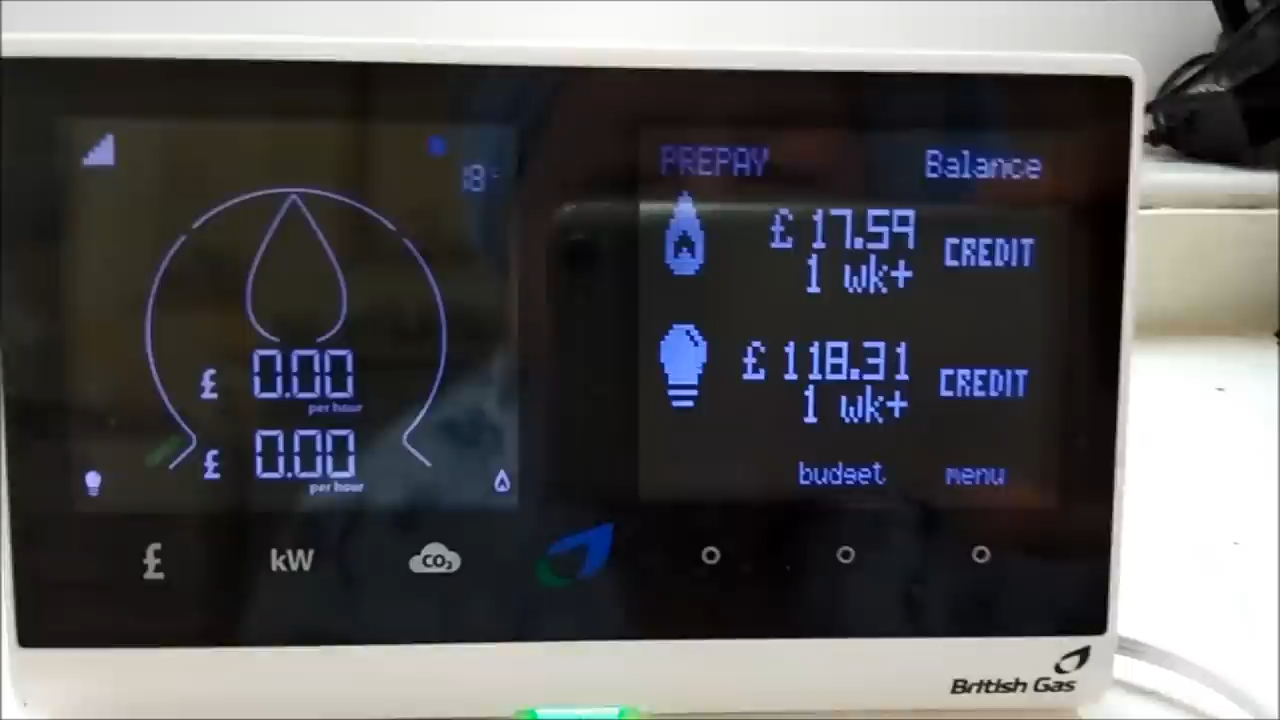 18
PREPAY Balance
£ 17.59 CREDIT
1 wk+
£ 118.31 CREDIT
1 wk+
budget menu
£ 0.00
per hour
£ 0.00
per hour
£ kW CO₂
British Gas